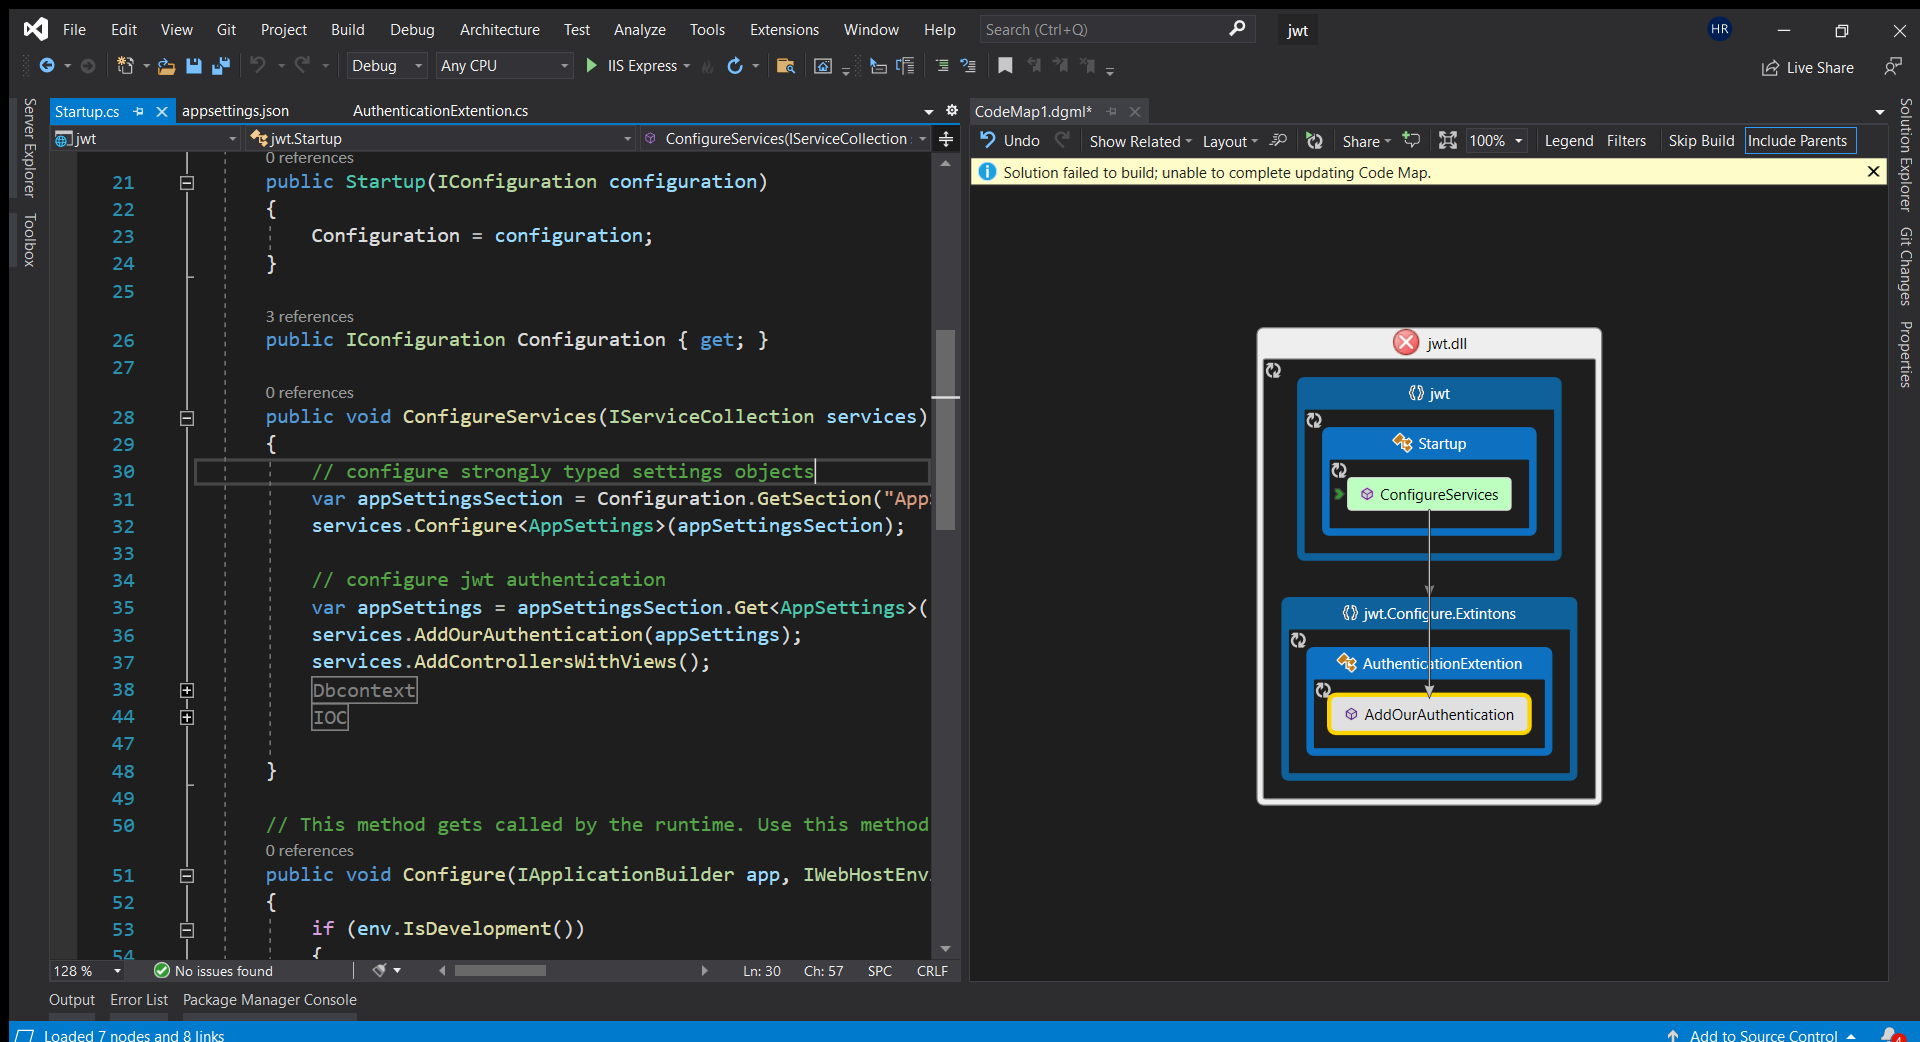 File Edit View Git Project Build Debug Architecture Test Analyze Tools Extensions Window Help Search (Ctrl+Q) jwt HR
Debug Any CPU IIS Express Live Share
Server Explorer
Toolbox
Startup.cs appsettings.json AuthenticationExtention.cs
jwt jwt.Startup ConfigureServices(IServiceCollection
0 references
21 public Startup(IConfiguration configuration)
22 {
23 Configuration = configuration;
24 }
25
3 references
26 public IConfiguration Configuration { get; }
27
0 references
28 public void ConfigureServices(IServiceCollection services)
29 {
30 // configure strongly typed settings objects
31 var appSettingsSection = Configuration.GetSection("App
32 services.Configure<AppSettings>(appSettingsSection);
33
34 // configure jwt authentication
35 var appSettings = appSettingsSection.Get<AppSettings>(
36 services.AddOurAuthentication(appSettings);
37 services.AddControllersWithViews();
38 Dbcontext
44 IOC
47
48 }
49
50 // This method gets called by the runtime. Use this method
0 references
51 public void Configure(IApplicationBuilder app, IWebHostEnv
52 {
53 if (env.IsDevelopment())
54 {
128 % No issues found Ln: 30 Ch: 57 SPC CRLF
CodeMap1.dgml*
Undo Show Related Layout Share 100% Legend Filters Skip Build Include Parents
Solution failed to build; unable to complete updating Code Map.
jwt.dll
jwt
Startup
ConfigureServices
jwt.Configure.Extintons
AuthenticationExtention
AddOurAuthentication
Solution Explorer
Git Changes
Properties
Output Error List Package Manager Console
Loaded 7 nodes and 8 links Add to Source Control 4